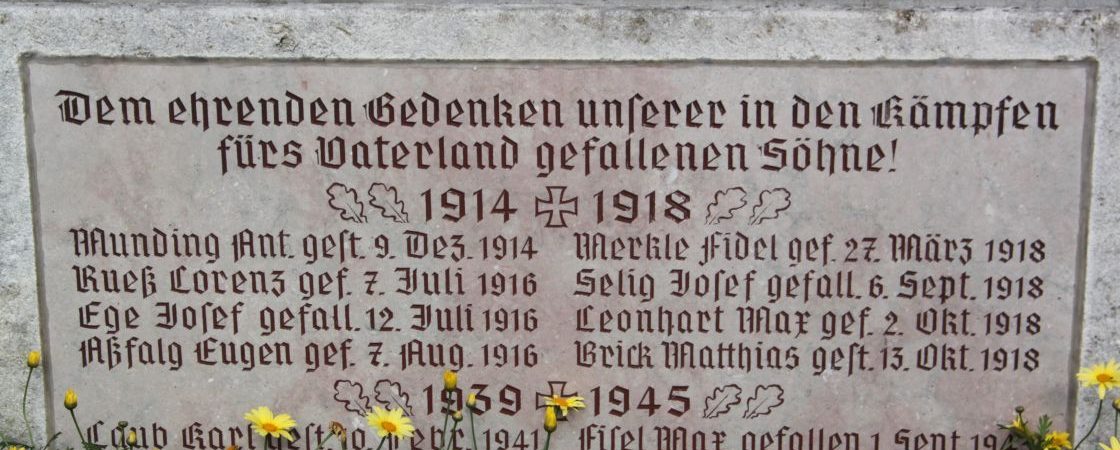 Dem ehrenden Gedenken unserer in den Kämpfen
fürs Vaterland gefallenen Söhne!
1914 1918
Munding Ant. gest. 9. Dez. 1914
Rueß Lorenz gef. 7. Juli 1916
Ege Josef gefall. 12. Juli 1916
Aßfalg Eugen gef. 7. Aug. 1916
Merkle Fidel gef. 27. März 1918
Selig Josef gefall. 6. Sept. 1918
Leonhart Max gef. 2. Okt. 1918
Brick Matthias gest. 13. Okt. 1918
1939 1945
Laub Karl gest. 1941
Eisel Max gefallen 1 Sept